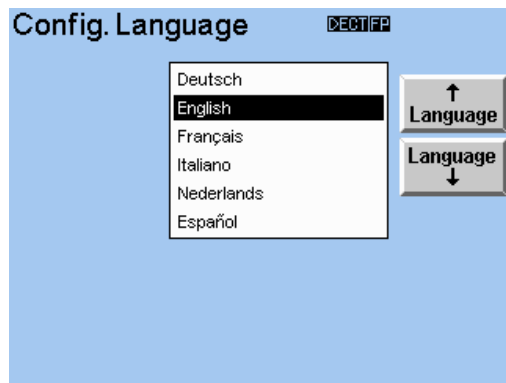 Config. Language DECT FP
Deutsch
English
Français
Italiano
Nederlands
Español
↑
Language
Language
↓